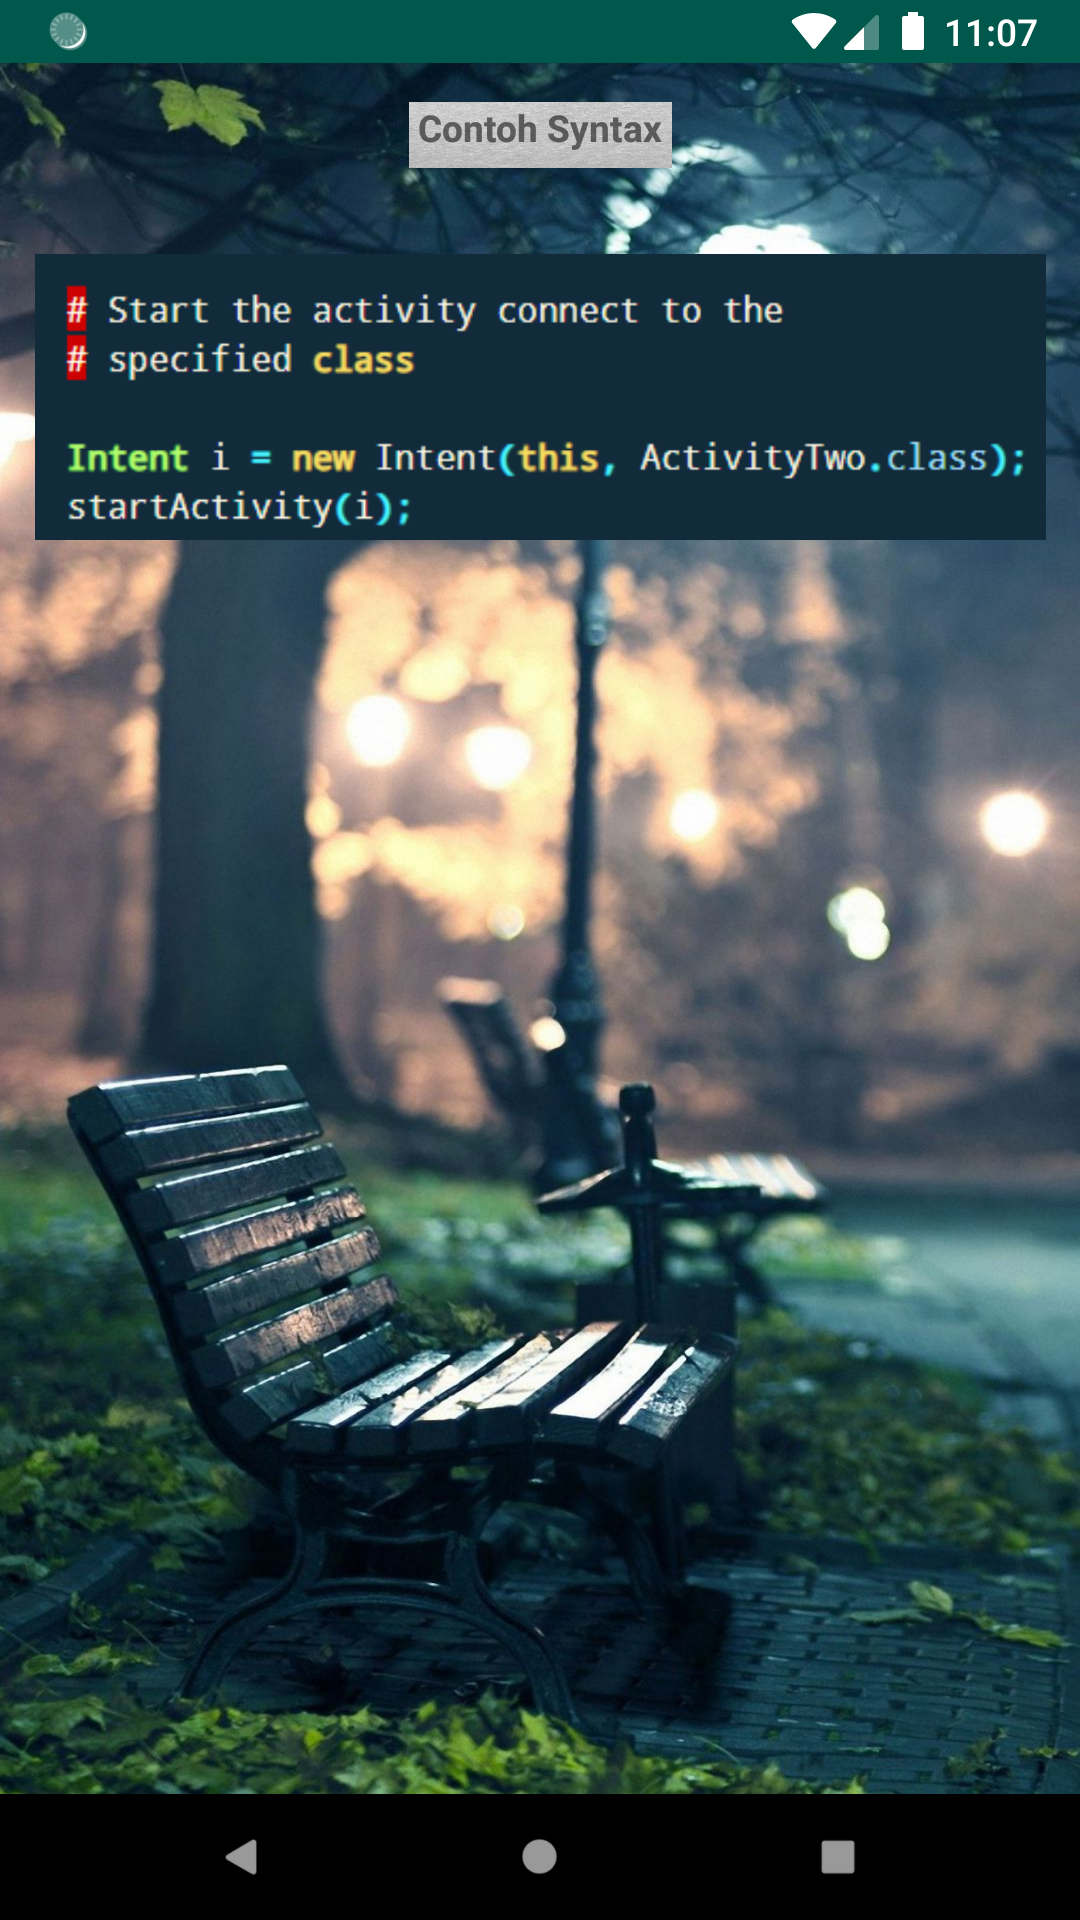 11:07
Contoh Syntax
# Start the activity connect to the
# specified class
Intent i = new Intent(this, ActivityTwo.class);
startActivity(i);